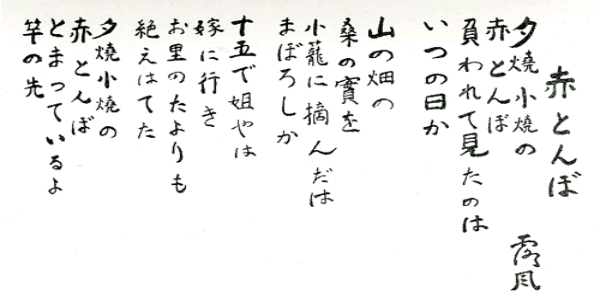 赤とんぼ
露風
夕燒小燒の
赤とんぼ
負われて見たのは
いつの日か
山の畑の
桑の實を
小籠に摘んだは
まぼろしか
十五で姐やは
嫁に行き
お里のたよりも
絶えはてた
夕燒小燒の
赤とんぼ
とまっているよ
竿の先